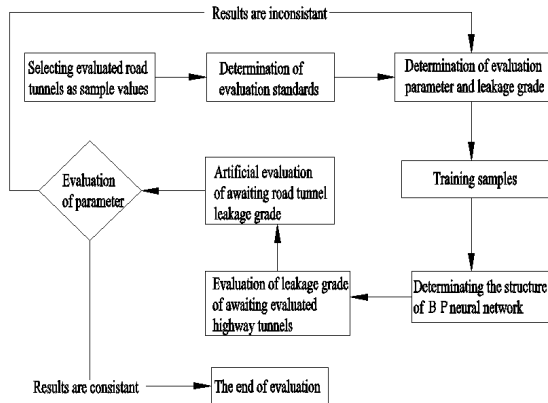 Results are inconsistant
Selecting evaluated road
tunnels as sample values
Determination of
evaluation standards
Determination of evaluation
parameter and leakage grade
Training samples
Determinating the structure
of B P neural network
Evaluation of leakage grade
of awaiting evaluated
highway tunnels
Artificial evaluation
of awaiting road tunnel
leakage grade
Evaluation
of parameter
Results are consistant
The end of evaluation